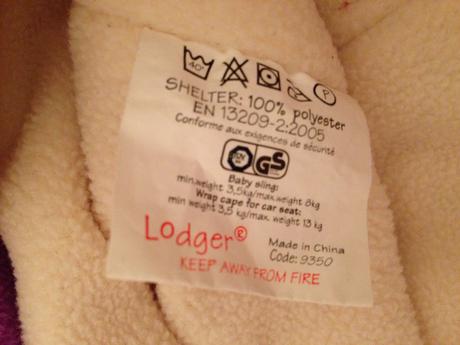 40°
P
SHELTER: 100% polyester
EN 13209-2:2005
Conforme aux exigences de sécurité
GS
Baby sling:
min.weight 3,5kg/max.weight 8kg
Wrap cape for car seat:
min weight 3,5 kg/max. weight 13 kg
Lodger®
Made in China
Code: 9350
KEEP AWAY FROM FIRE